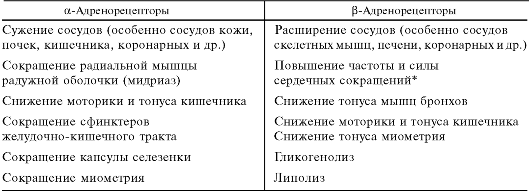 α-Адренорецепторы
β-Адренорецепторы
Сужение сосудов (особенно сосудов кожи,
почек, кишечника, коронарных и др.)
Расширение сосудов (особенно сосудов
скелетных мышц, печени, коронарных и др.)
Сокращение радиальной мышцы
радужной оболочки (мидриаз)
Повышение частоты и силы
сердечных сокращений*
Снижение моторики и тонуса кишечника
Снижение тонуса мышц бронхов
Сокращение сфинктеров
желудочно-кишечного тракта
Снижение моторики и тонуса кишечника
Снижение тонуса миометрия
Сокращение капсулы селезенки
Гликогенолиз
Сокращение миометрия
Липолиз